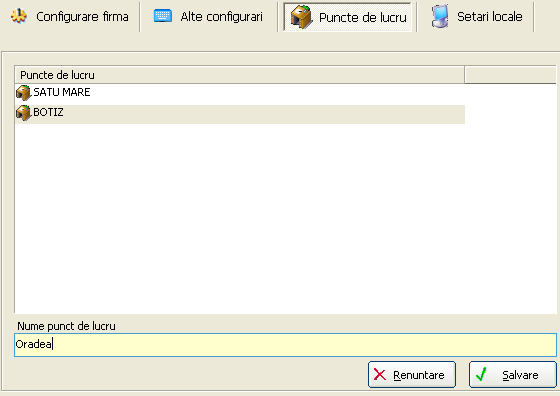 Configurare firma Alte configurari Puncte de lucru Setari locale
Puncte de lucru
SATU MARE
BOTIZ
Nume punct de lucru
Oradea
Renuntare Salvare